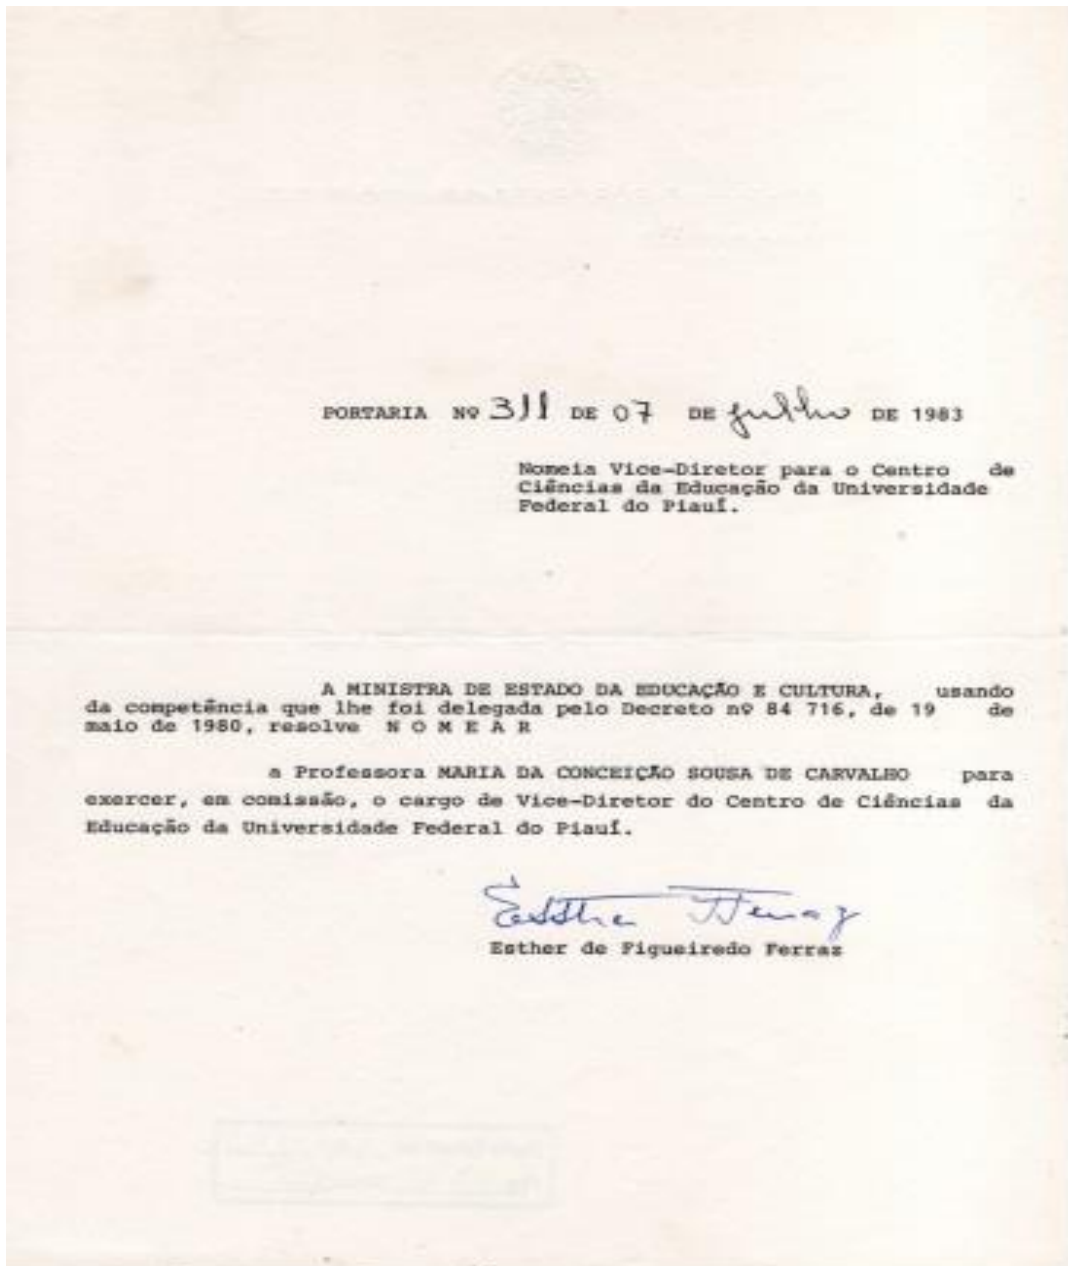 PORTARIA Nº 311 DE 07 DE julho DE 1983
Nomeia Vice-Diretor para o Centro de
Ciências da Educação da Universidade
Federal do Piauí.
A MINISTRA DE ESTADO DA EDUCAÇÃO E CULTURA, usando
da competência que lhe foi delegada pelo Decreto nº 84 716, de 19 de
maio de 1980, resolve N O M E A R
a Professora MARIA DA CONCEIÇÃO SOUSA DE CARVALHO para
exercer, em comissão, o cargo de Vice-Diretor do Centro de Ciências da
Educação da Universidade Federal do Piauí.
Esther Ferraz
Esther de Figueiredo Ferraz